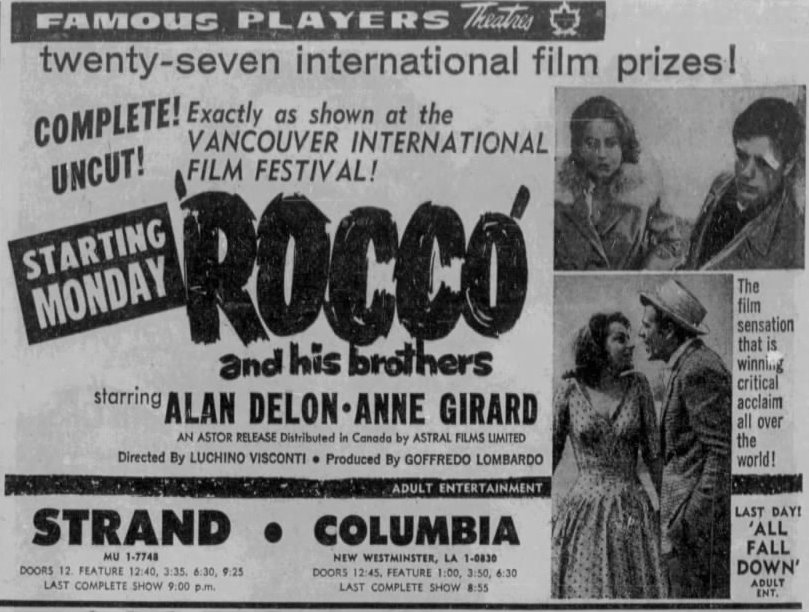 FAMOUS PLAYERS Theatres
twenty-seven international film prizes!
COMPLETE!
UNCUT!
Exactly as shown at the
VANCOUVER INTERNATIONAL
FILM FESTIVAL!
STARTING
MONDAY
'ROCCO'
and his brothers
starring ALAN DELON • ANNE GIRARD
AN ASTOR RELEASE Distributed in Canada by ASTRAL FILMS LIMITED
Directed By LUCHINO VISCONTI • Produced By GOFFREDO LOMBARDO
The
film
sensation
that is
winning
critical
acclaim
all over
the
world!
ADULT ENTERTAINMENT
STRAND • COLUMBIA
MU 1-7748
DOORS 12. FEATURE 12:40, 3:35, 6:30, 9:25
LAST COMPLETE SHOW 9:00 p.m.
NEW WESTMINSTER, LA 1-0830
DOORS 12:45, FEATURE 1:00, 3:50, 6:30
LAST COMPLETE SHOW 8:55
LAST DAY!
'ALL
FALL
DOWN'
ADULT
ENT.